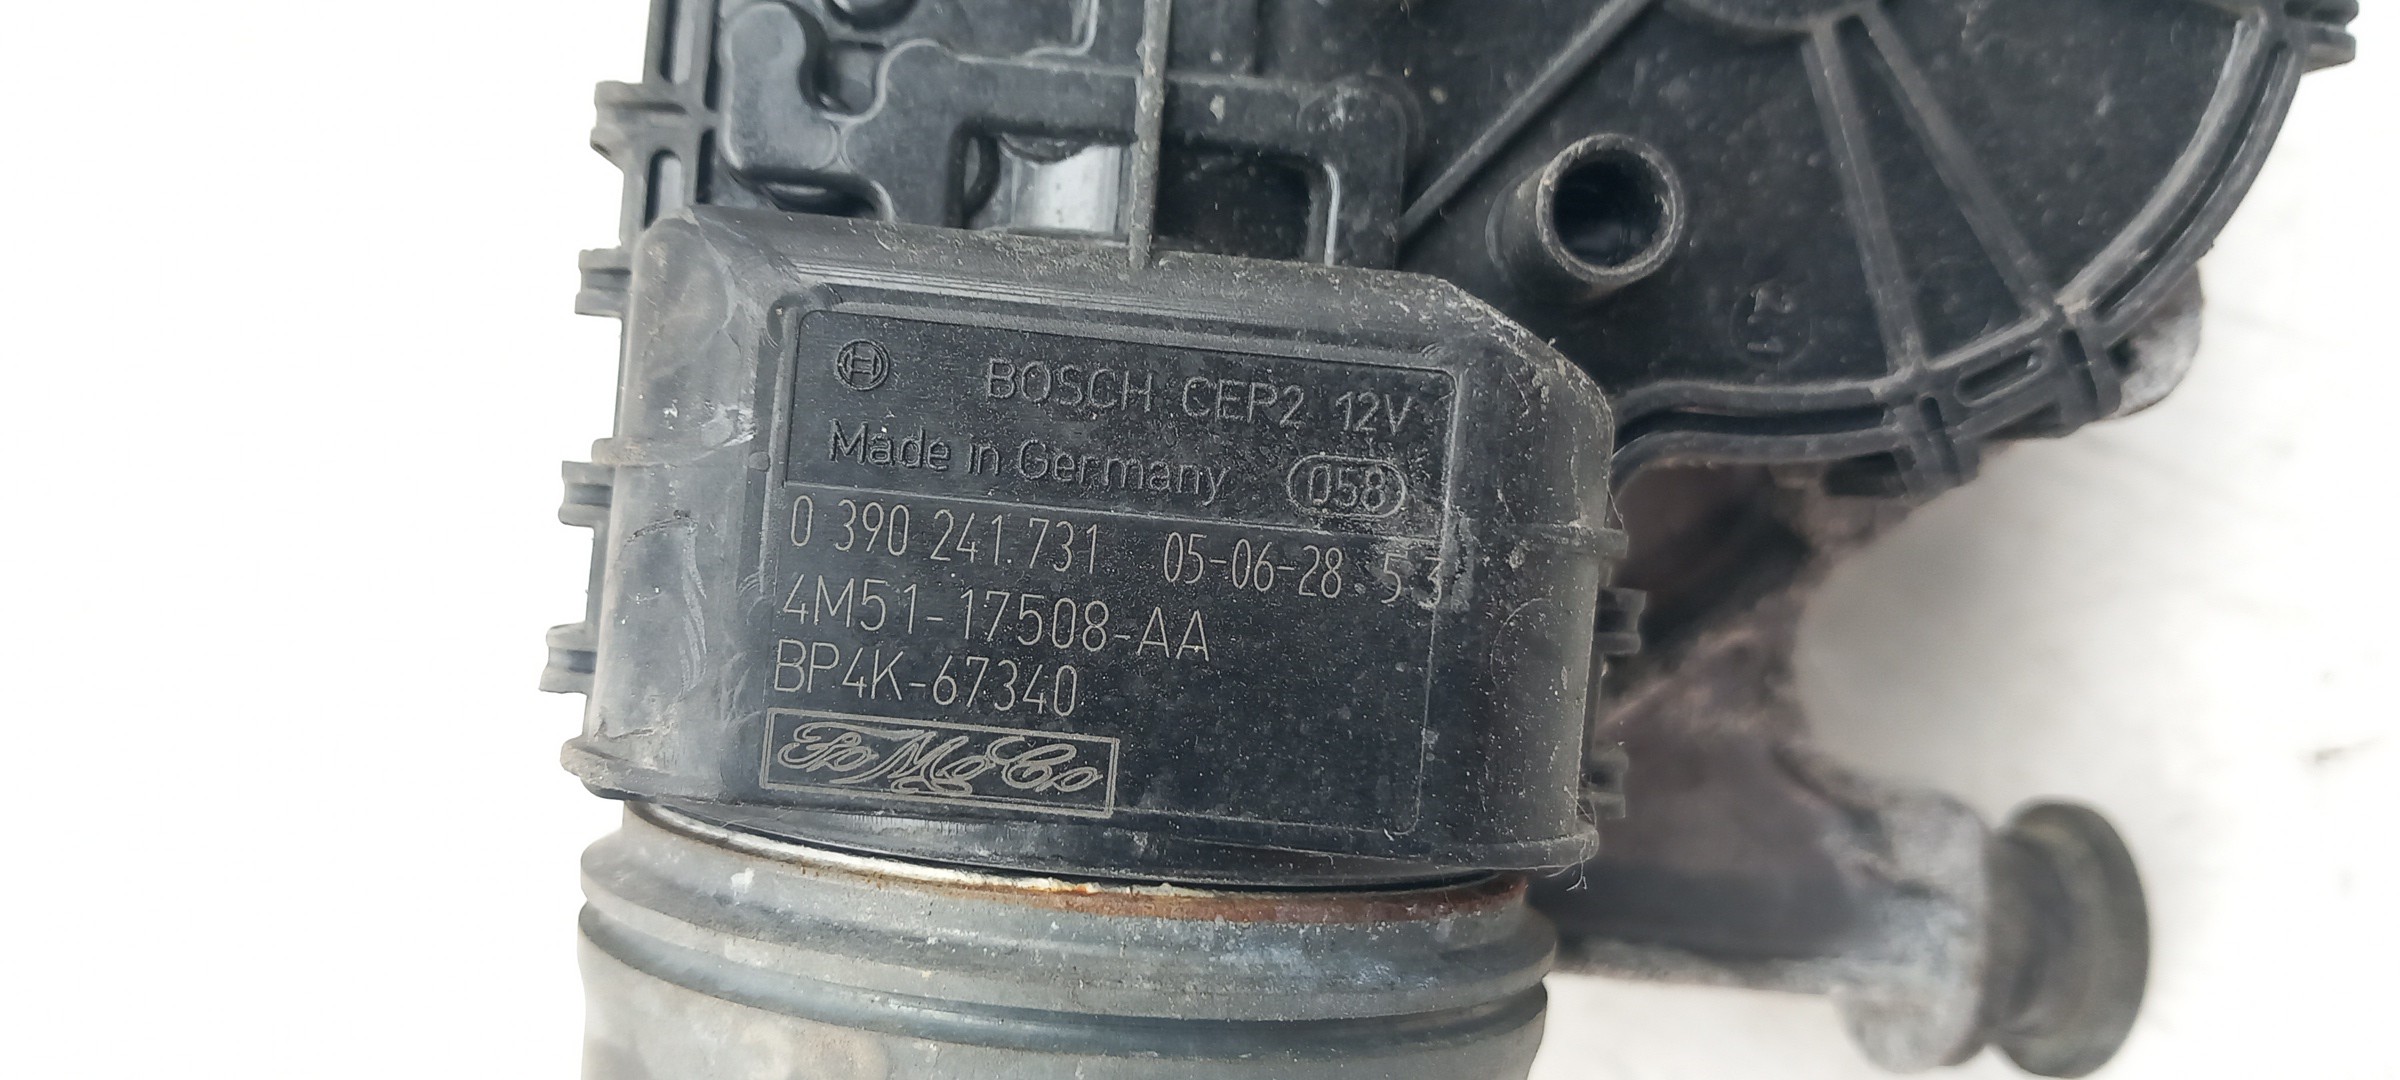 BOSCH CEP2 12V
Made in Germany 058
0 390 241 731 05-06-28 53
4M51-17508-AA
BP4K-67340
FoMoCo